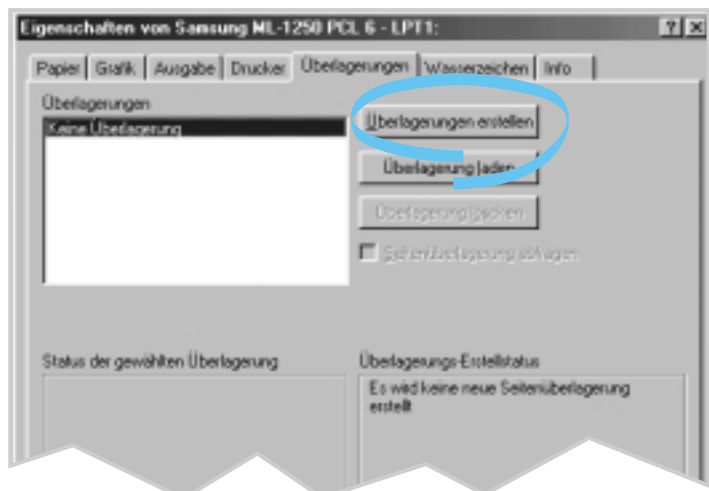 Eigenschaften von Samsung ML-1250 PCL 6 - LPT1:
Papier Grafik Ausgabe Drucker Überlagerungen Wasserzeichen Info
Überlagerungen
Keine Überlagerung
Überlagerungen erstellen
Überlagerung laden
Überlagerung löschen
Seitenüberlagerung abfragen
Status der gewählten Überlagerung
Überlagerungs-Erstellstatus
Es wird keine neue Seitenüberlagerung
erstellt